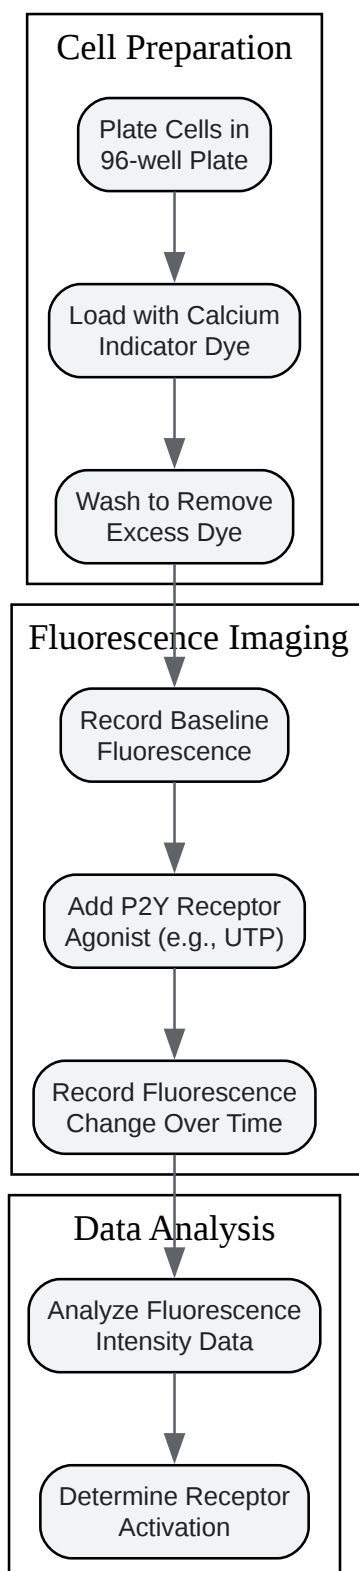 Cell Preparation
Plate Cells in
96-well Plate
Load with Calcium
Indicator Dye
Wash to Remove
Excess Dye
Fluorescence Imaging
Record Baseline
Fluorescence
Add P2Y Receptor
Agonist (e.g., UTP)
Record Fluorescence
Change Over Time
Data Analysis
Analyze Fluorescence
Intensity Data
Determine Receptor
Activation